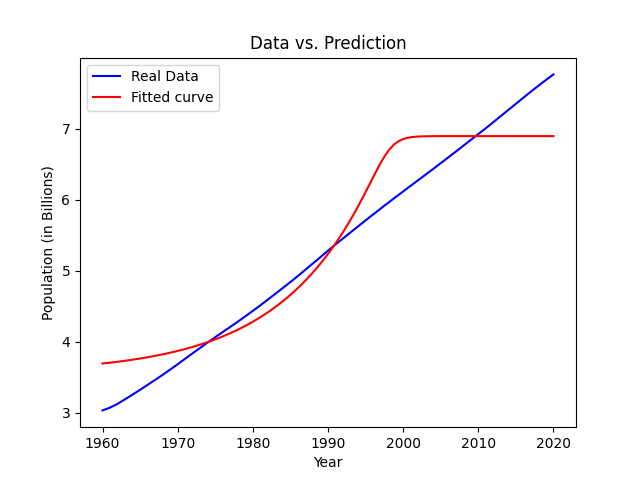 Data vs. Prediction
Real Data
Fitted curve
7
6
5
4
3
Population (in Billions)
1960 1970 1980 1990 2000 2010 2020
Year